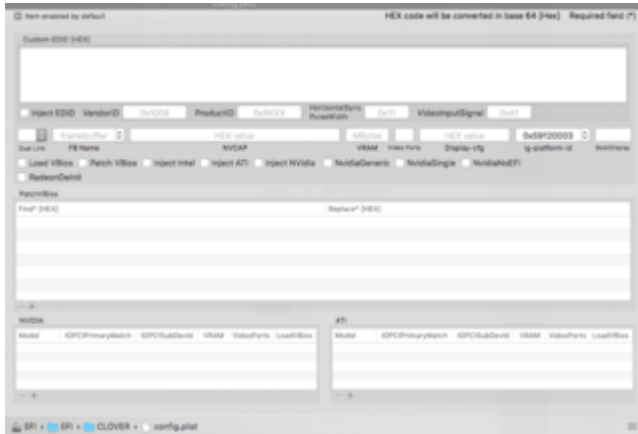 config.plist
Item enabled by default HEX code will be converted in base 64 [Hex] Required field (*)
Custom EDID [HEX]
Inject EDID VendorID 0x1006 ProductID HorizontalSync PulseWidth 0x11 VideoInputSignal 0xA1
framebuffer HEX value MBytes HEX value 0x59120003
Dual Link FB Name NVCAP VRAM Video Ports Display-cfg ig-platform-id BootDisplay
Load VBios Patch VBios Inject Intel Inject ATI Inject NVidia NvidiaGeneric NvidiaSingle NvidiaNoEFI
RadeonDeInit
PatchVBios
Find* [HEX] Replace* [HEX]
NVIDIA ATI
Model IOPCIPrimaryMatch IOPCISubDevId VRAM VideoPorts LoadVBios Model IOPCIPrimaryMatch IOPCISubDevId VRAM VideoPorts LoadVBios
EFI EFI CLOVER config.plist